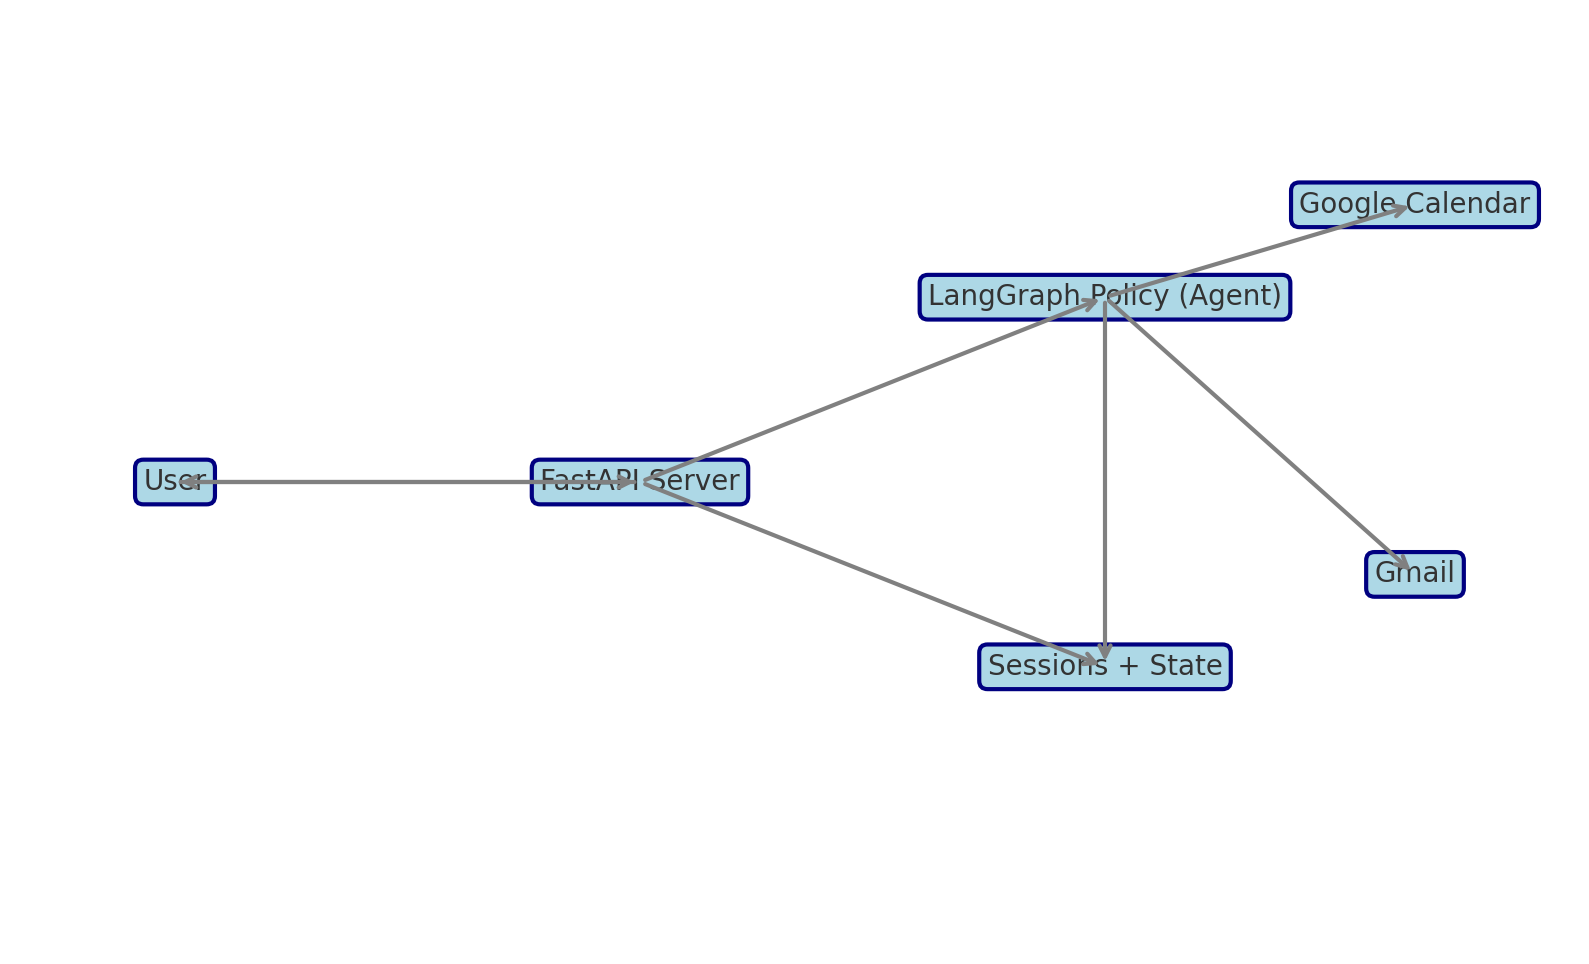 Google Calendar
LangGraph Policy (Agent)
User
FastAPI Server
Gmail
Sessions + State